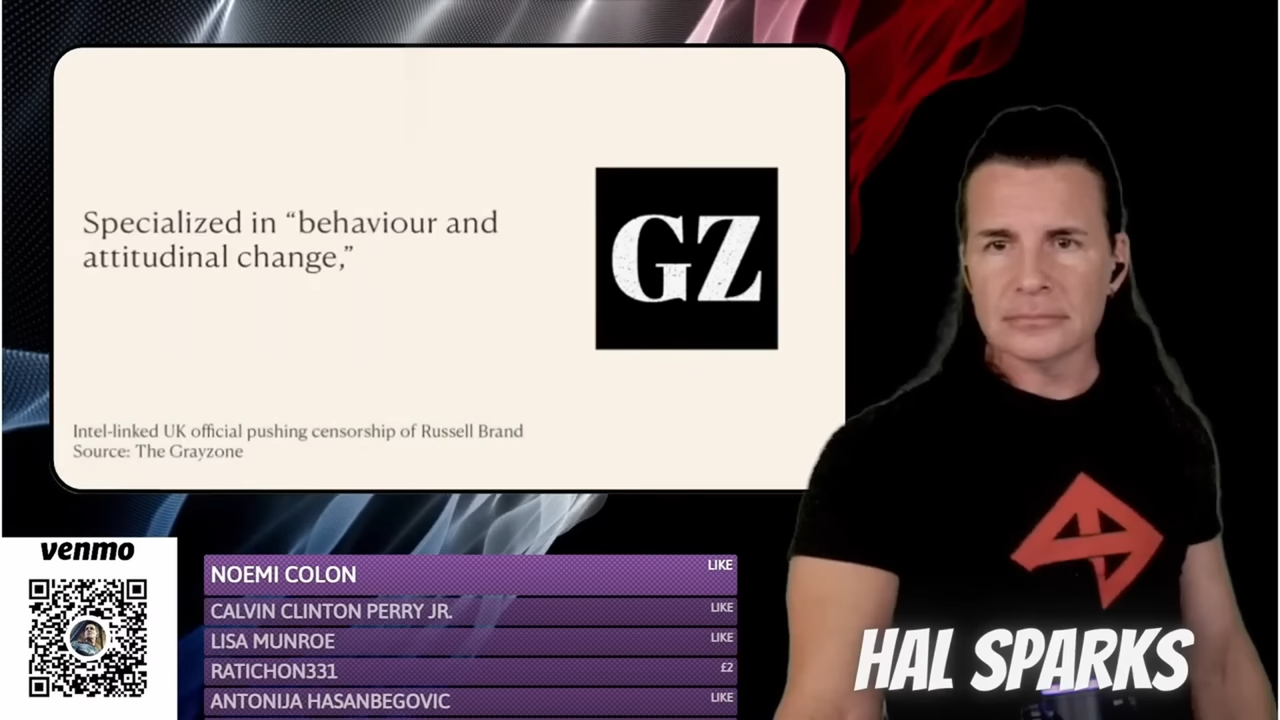 Specialized in “behaviour and
attitudinal change,”
GZ
Intel-linked UK official pushing censorship of Russell Brand
Source: The Grayzone
venmo
NOEMI COLON LIKE
CALVIN CLINTON PERRY JR. LIKE
LISA MUNROE LIKE
RATICHON331 £2
ANTONIJA HASANBEGOVIC LIKE
HAL SPARKS